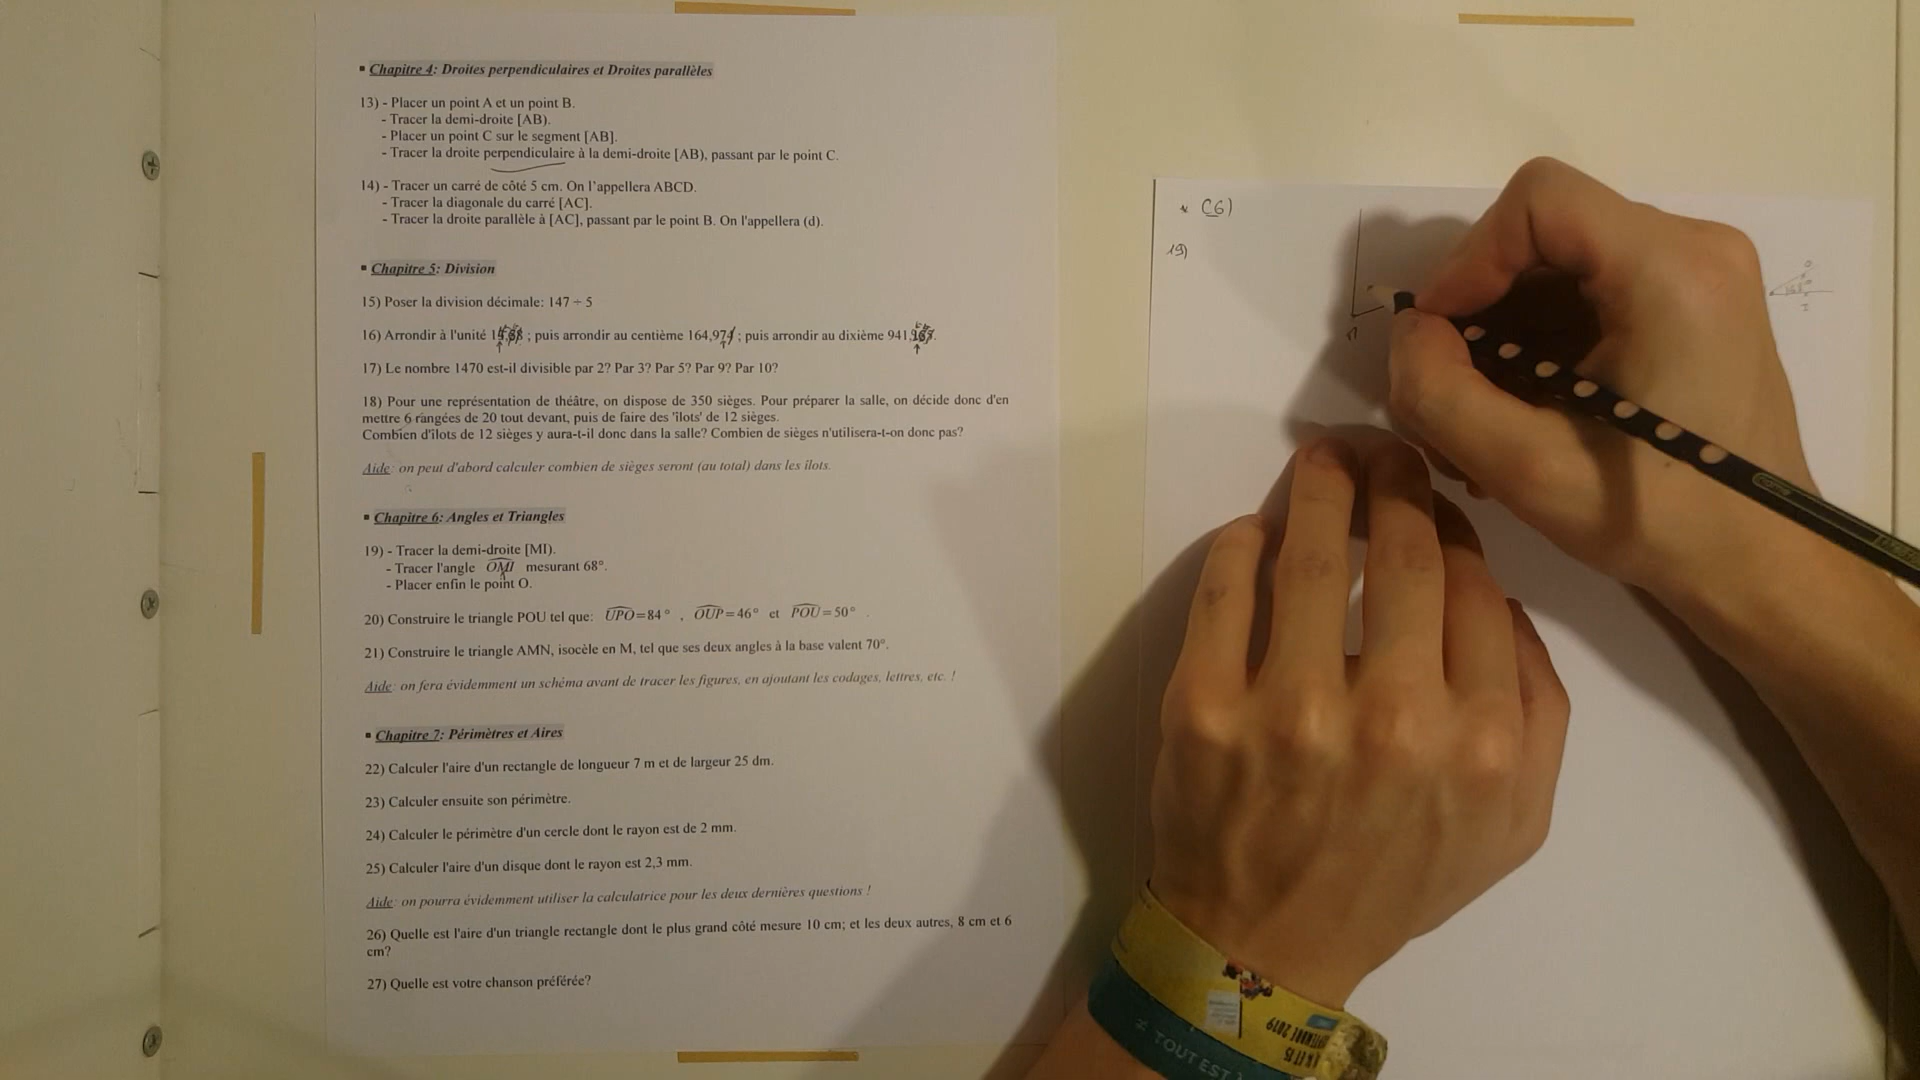 ▪ Chapitre 4: Droites perpendiculaires et Droites parallèles
13) - Placer un point A et un point B.
- Tracer la demi-droite [AB).
- Placer un point C sur le segment [AB].
- Tracer la droite perpendiculaire à la demi-droite [AB), passant par le point C.
14) - Tracer un carré de côté 5 cm. On l'appellera ABCD.
- Tracer la diagonale du carré [AC].
- Tracer la droite parallèle à [AC], passant par le point B. On l'appellera (d).
▪ Chapitre 5: Division
15) Poser la division décimale: 147 ÷ 5
16) Arrondir à l'unité ; puis arrondir au centième 164,974 ; puis arrondir au dixième
17) Le nombre 1470 est-il divisible par 2? Par 3? Par 5? Par 9? Par 10?
18) Pour une représentation de théâtre, on dispose de 350 sièges. Pour préparer la salle, on décide donc d'en
mettre 6 rangées de 20 tout devant, puis de faire des 'îlots' de 12 sièges.
Combien d'îlots de 12 sièges y aura-t-il donc dans la salle? Combien de sièges n'utilisera-t-on donc pas?
Aide: on peut d'abord calculer combien de sièges seront (au total) dans les îlots.
▪ Chapitre 6: Angles et Triangles
19) - Tracer la demi-droite [MI).
- Tracer l'angle OMI mesurant 68°.
- Placer enfin le point O.
20) Construire le triangle POU tel que: UPO=84° , OUP=46° et POU=50° .
21) Construire le triangle AMN, isocèle en M, tel que ses deux angles à la base valent 70°.
Aide: on fera évidemment un schéma avant de tracer les figures, en ajoutant les codages, lettres, etc. !
▪ Chapitre 7: Périmètres et Aires
22) Calculer l'aire d'un rectangle de longueur 7 m et de largeur 25 dm.
23) Calculer ensuite son périmètre.
24) Calculer le périmètre d'un cercle dont le rayon est de 2 mm.
25) Calculer l'aire d'un disque dont le rayon est 2,3 mm.
Aide: on pourra évidemment utiliser la calculatrice pour les deux dernières questions !
26) Quelle est l'aire d'un triangle rectangle dont le plus grand côté mesure 10 cm; et les deux autres, 8 cm et 6
cm?
27) Quelle est votre chanson préférée?
C6)
19)
M
O
68°
I
2019
TOUT EST